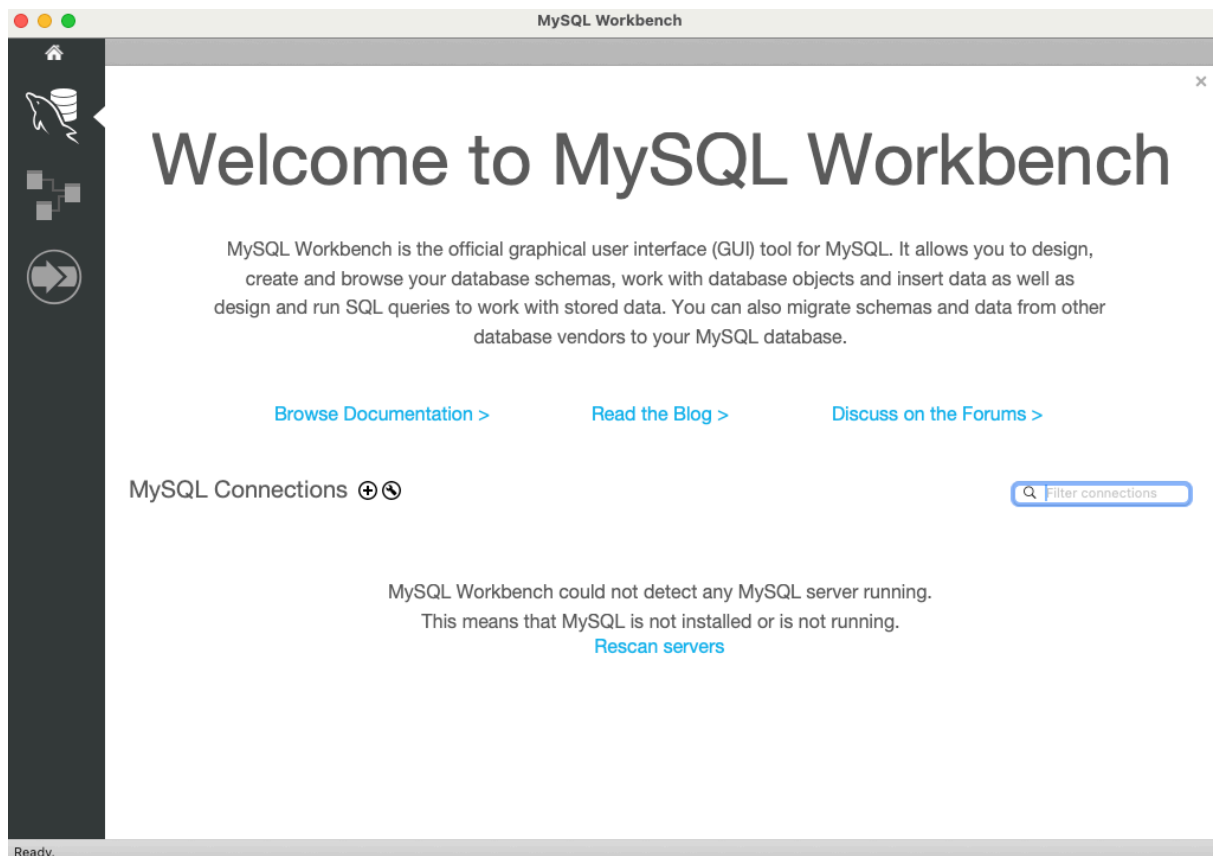 MySQL Workbench
Welcome to MySQL Workbench
MySQL Workbench is the official graphical user interface (GUI) tool for MySQL. It allows you to design,
create and browse your database schemas, work with database objects and insert data as well as
design and run SQL queries to work with stored data. You can also migrate schemas and data from other
database vendors to your MySQL database.
Browse Documentation > Read the Blog > Discuss on the Forums >
MySQL Connections Filter connections
MySQL Workbench could not detect any MySQL server running.
This means that MySQL is not installed or is not running.
Rescan servers
Ready.